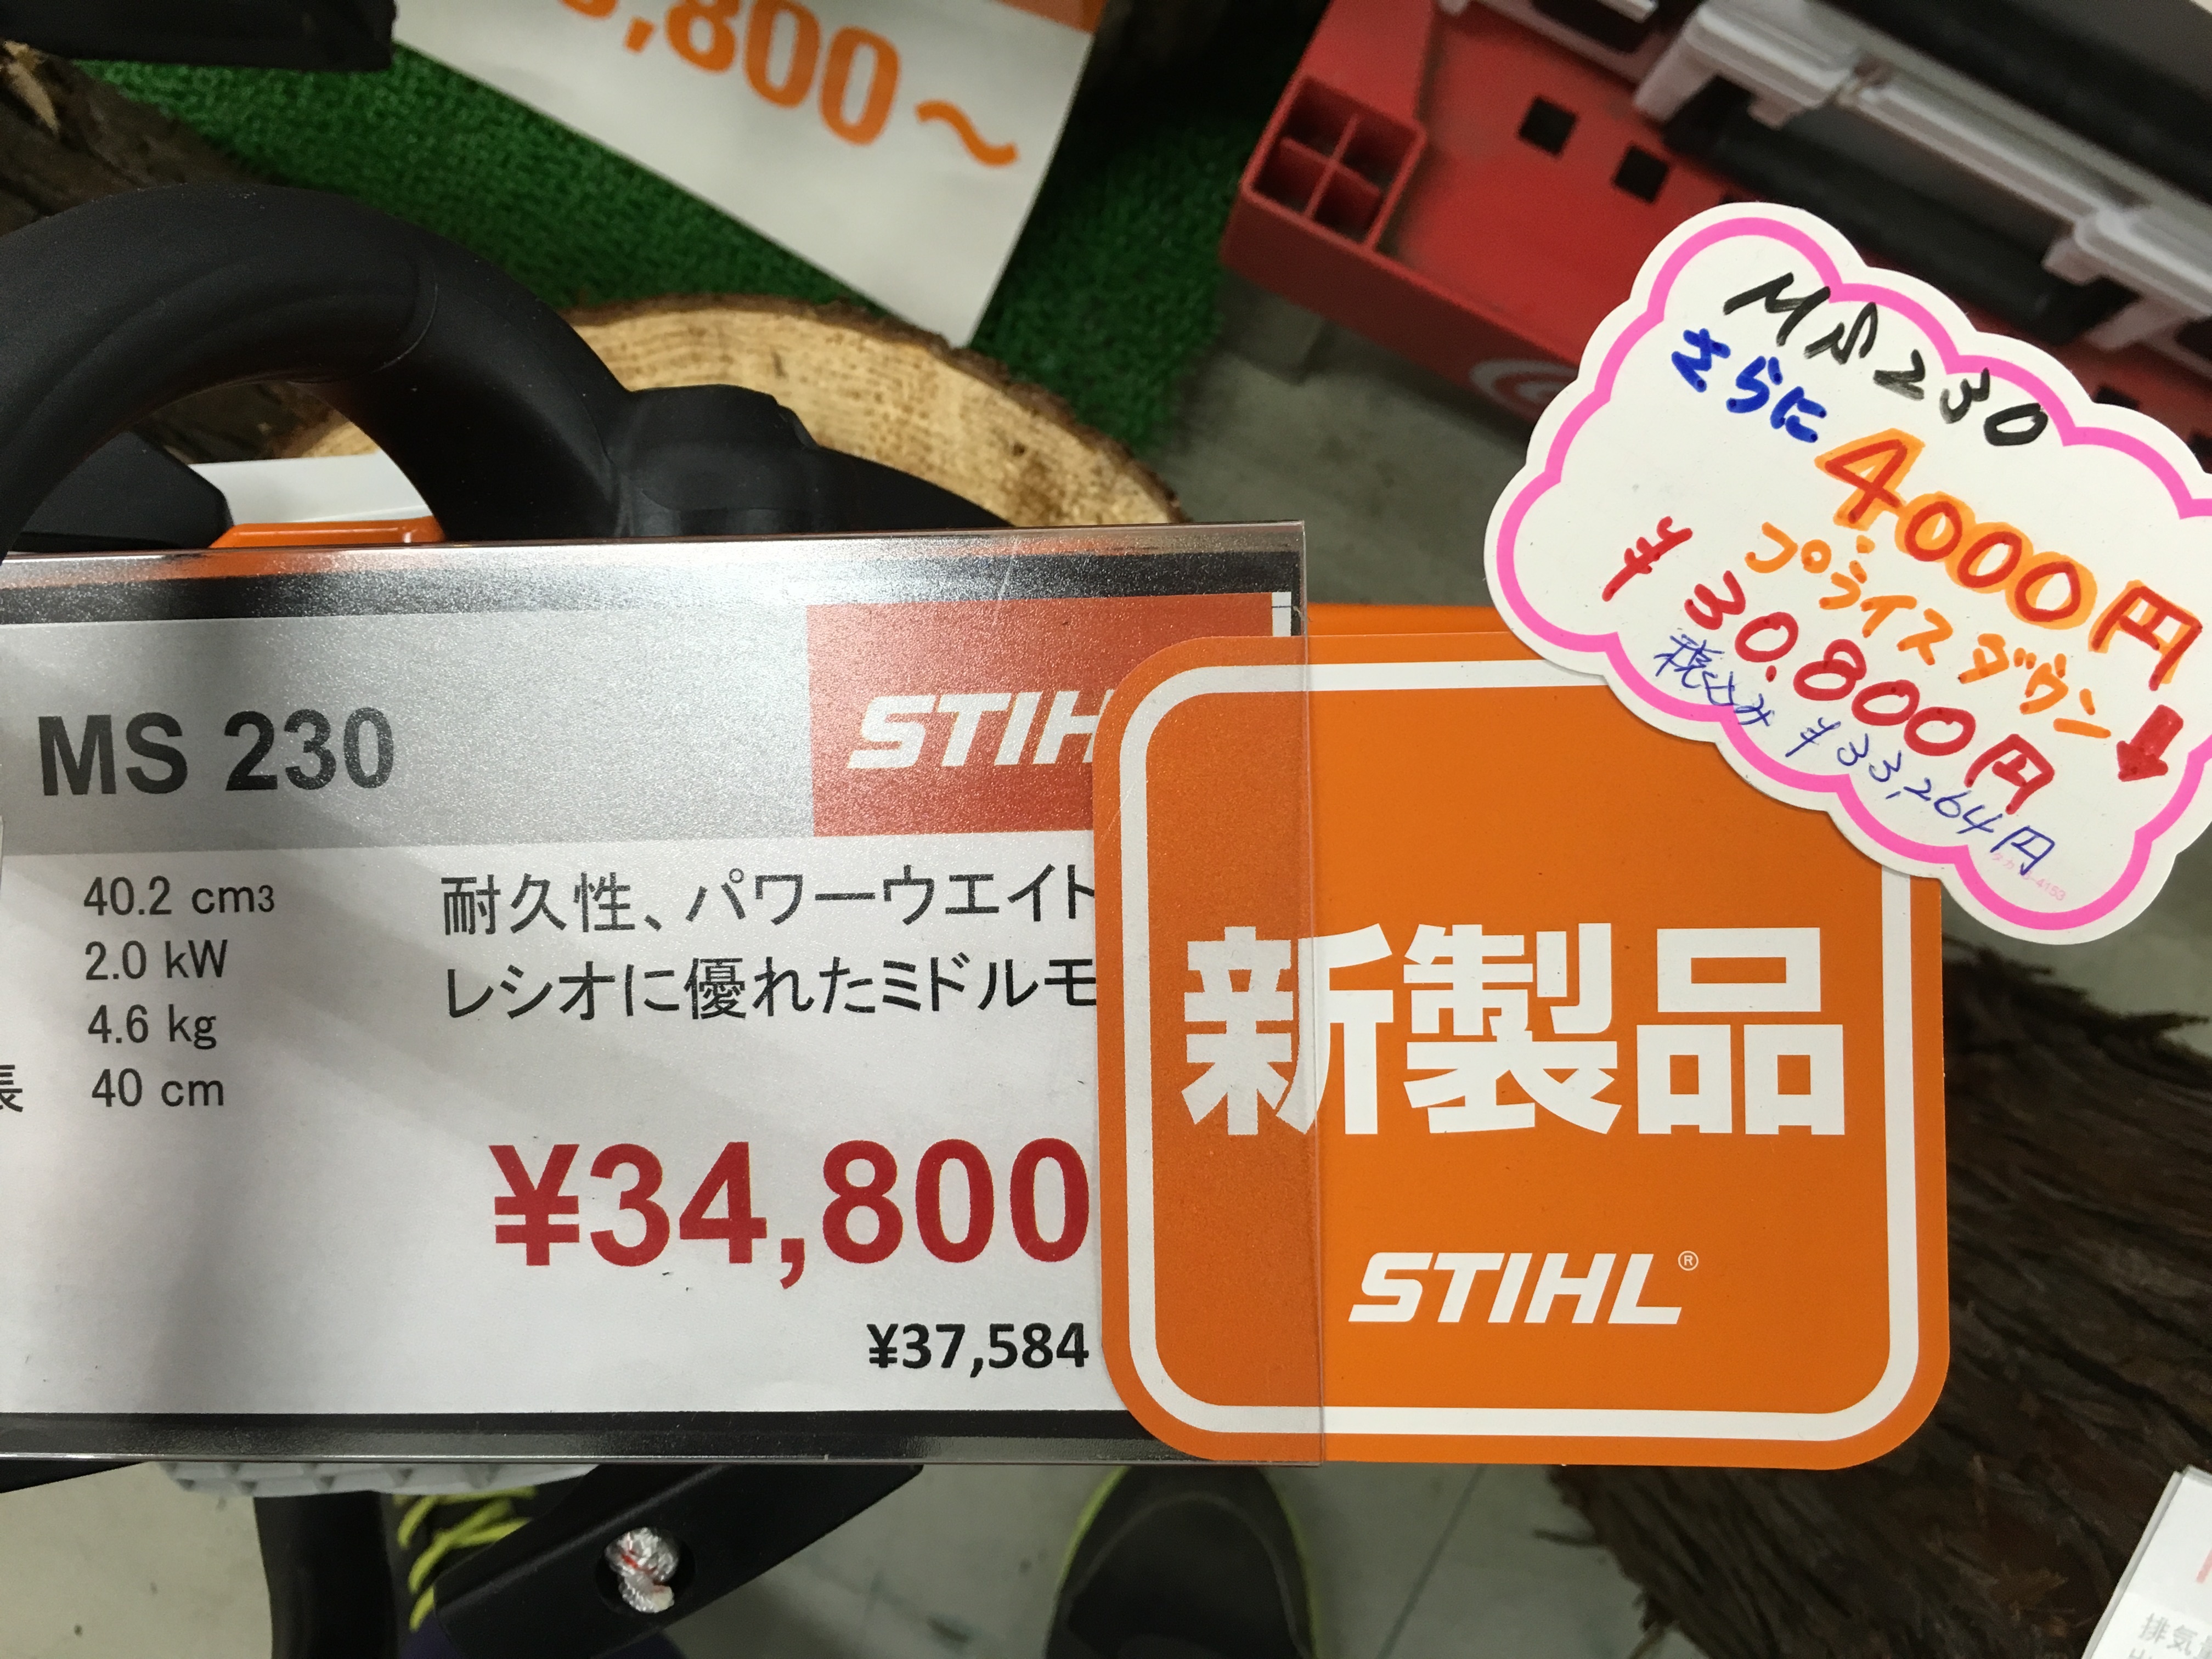 ,800～
MS230
さらに4000円
プライスダウン
¥30.800円
税込み ¥33,264円
MS 230
STIH
40.2 cm3
2.0 kW
4.6 kg
長 40 cm
耐久性、パワーウエイト
レシオに優れたミドルモ
¥34,800
¥37,584
新製品
STIHL®
排気